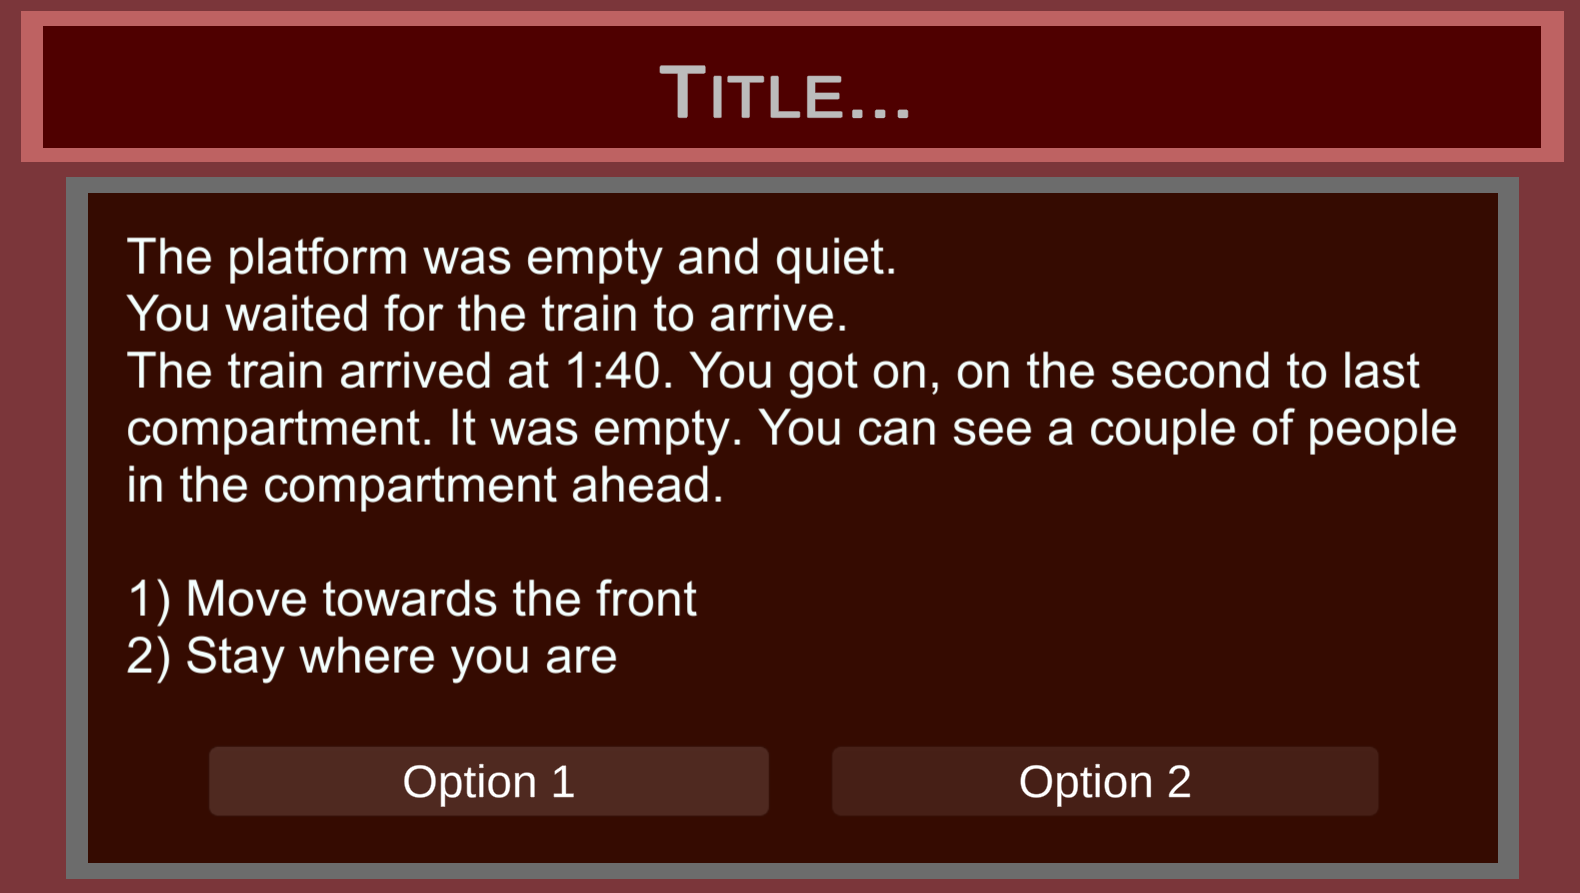 TITLE...
The platform was empty and quiet.
You waited for the train to arrive.
The train arrived at 1:40. You got on, on the second to last
compartment. It was empty. You can see a couple of people
in the compartment ahead.
1) Move towards the front
2) Stay where you are
Option 1
Option 2